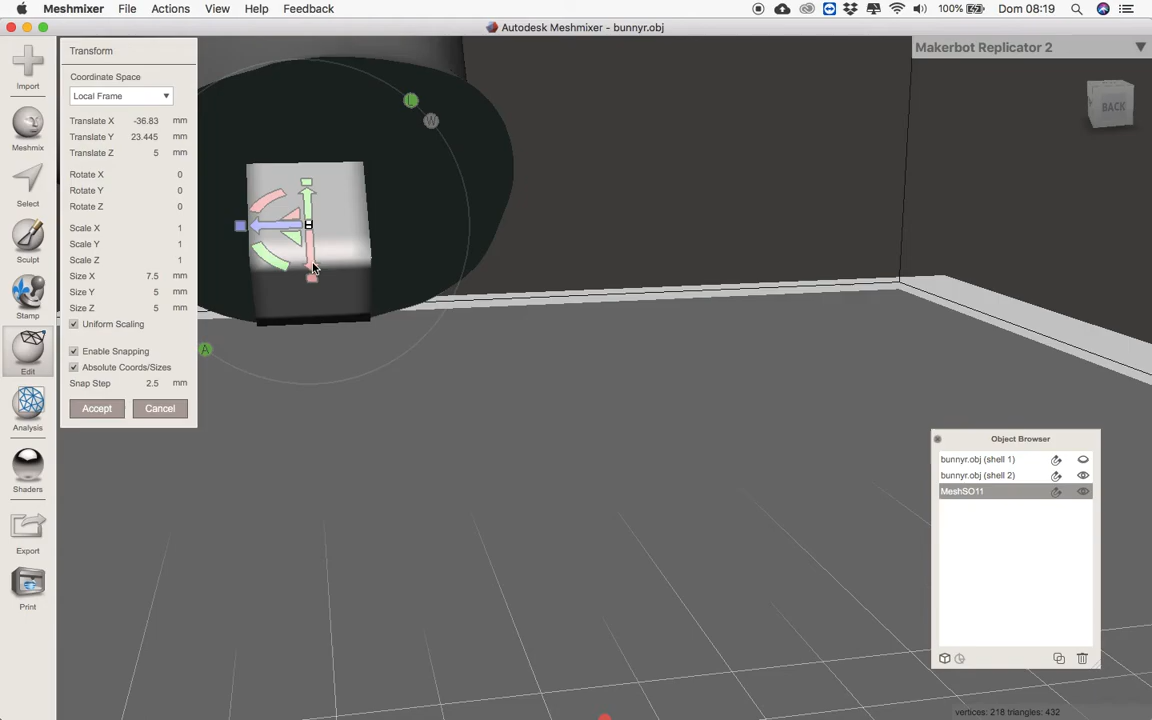 Meshmixer File Actions View Help Feedback 100% Dom 08:19
Autodesk Meshmixer - bunnyr.obj
Import
Meshmix
Select
Sculpt
Stamp
Edit
Analysis
Shaders
Export
Print
Transform
Coordinate Space
Local Frame
Translate X -36.83 mm
Translate Y 23.445 mm
Translate Z 5 mm
Rotate X 0
Rotate Y 0
Rotate Z 0
Scale X 1
Scale Y 1
Scale Z 1
Size X 7.5 mm
Size Y 5 mm
Size Z 5 mm
Uniform Scaling
Enable Snapping
Absolute Coords/Sizes
Snap Step 2.5 mm
Accept Cancel
L
W
A
Makerbot Replicator 2
BACK
Object Browser
bunnyr.obj (shell 1)
bunnyr.obj (shell 2)
MeshSO11
vertices: 218 triangles: 432